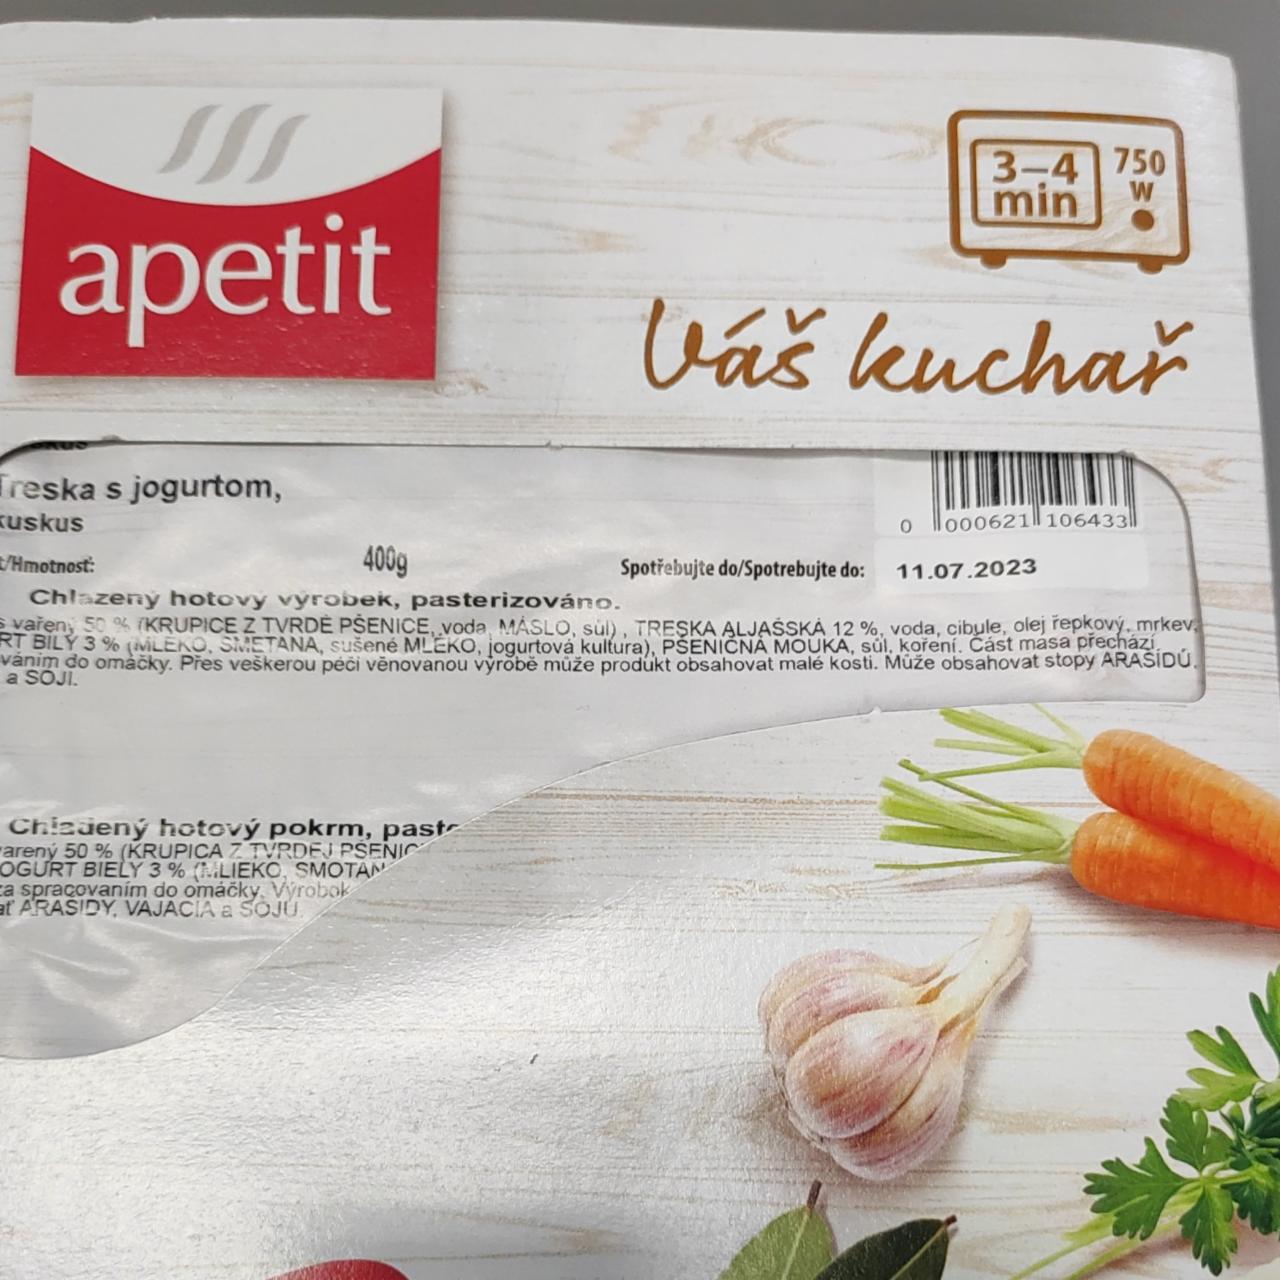 apetit
3–4 min
750 W
Váš kuchař
Treska s jogurtom,
kuskus
/Hmotnosť:
400g
Spotřebujte do/Spotrebujte do:
11.07.2023
0 000621 106433
Chlazený hotový výrobek, pasterizováno.
s vařený 50 % (KRUPICE Z TVRDÉ PŠENICE, voda, MÁSLO, sůl) , TRESKA ALJAŠSKÁ 12 %, voda, cibule, olej řepkový, mrkev,
RT BÍLÝ 3 % (MLÉKO, SMETANA, sušené MLÉKO, jogurtová kultura), PŠENIČNÁ MOUKA, sůl, koření. Část masa přechází
váním do omáčky. Přes veškerou péči věnovanou výrobě může produkt obsahovat malé kosti. Může obsahovat stopy ARAŠÍDŮ,
a SÓJI.
Chladený hotový pokrm, past
varený 50 % (KRUPICA Z TVRDEJ PŠENIC
OGURT BIELY 3 % (MLIEKO, SMOTAN
za spracovaním do omáčky. Výrobok
ať ARAŠIDY, VAJACIA a SÓJU.